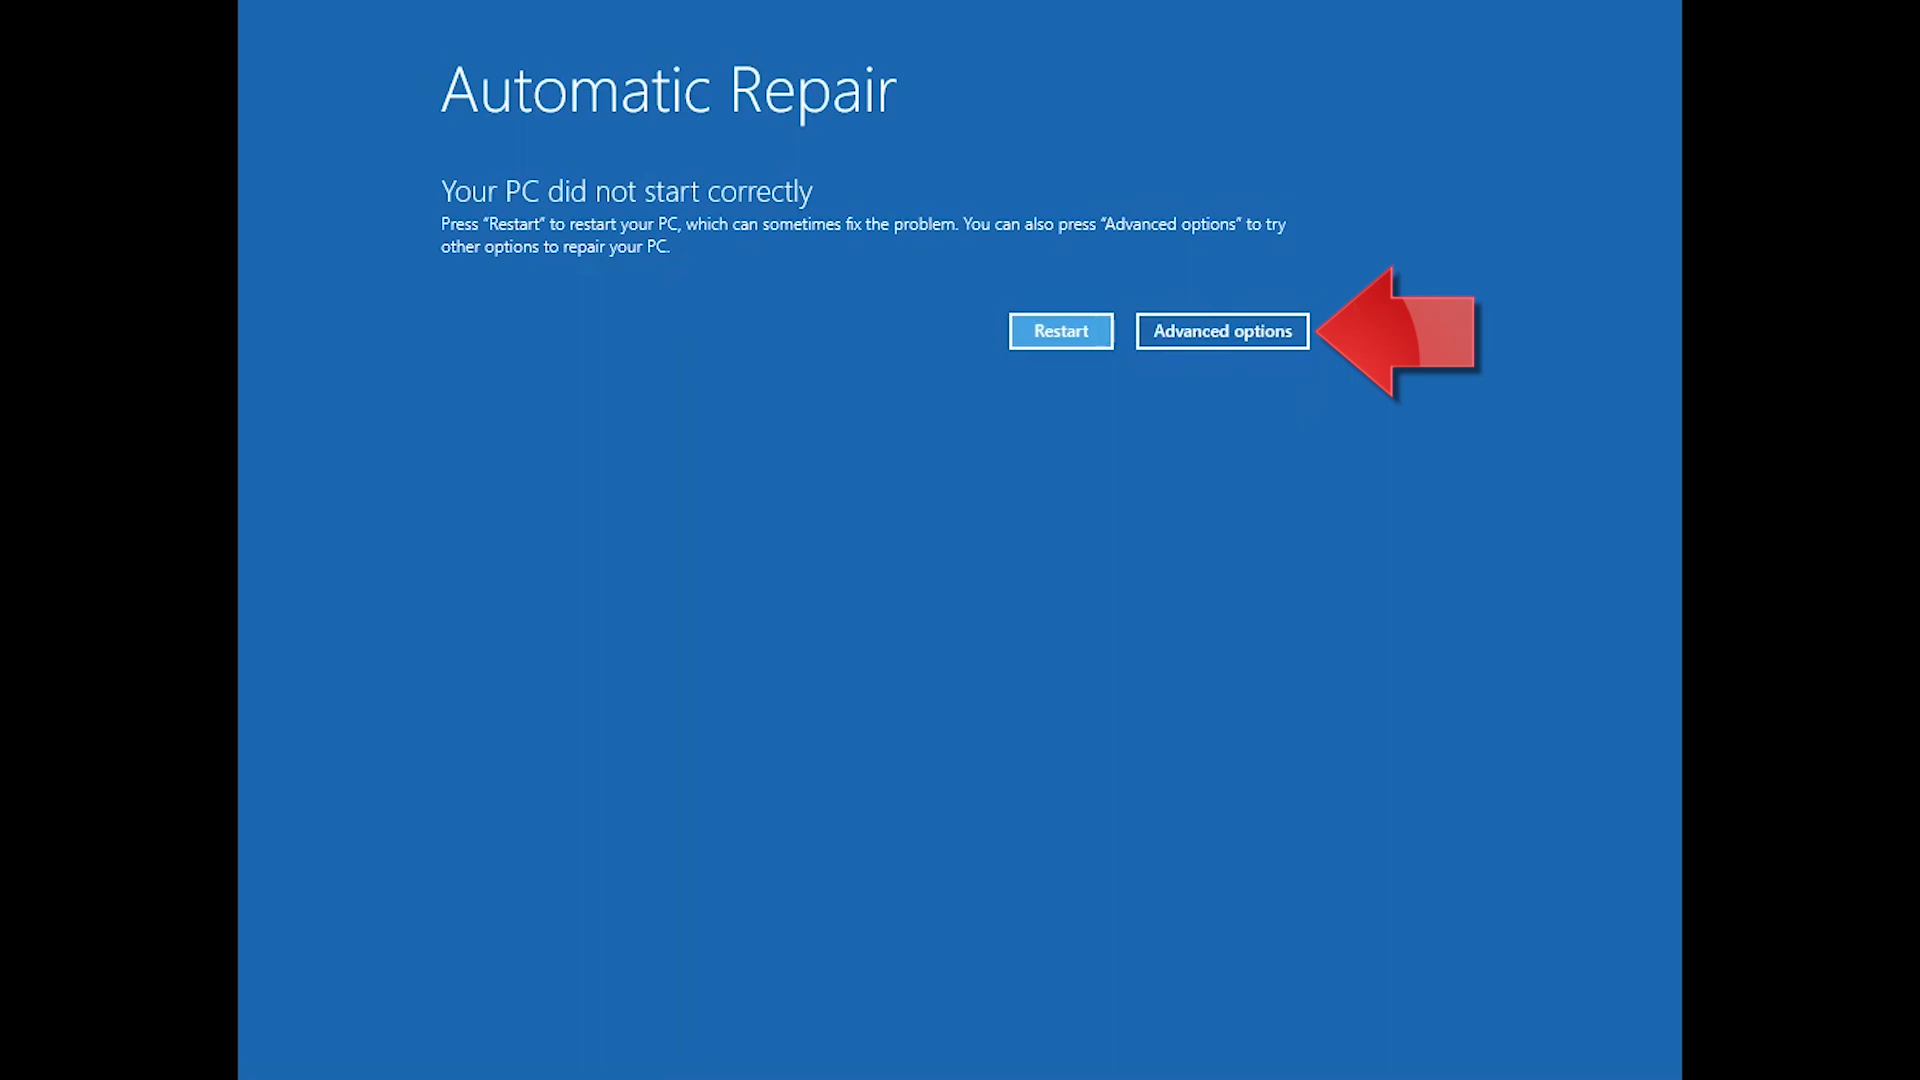 Automatic Repair
Your PC did not start correctly
Press “Restart” to restart your PC, which can sometimes fix the problem. You can also press “Advanced options” to try
other options to repair your PC.
Restart
Advanced options